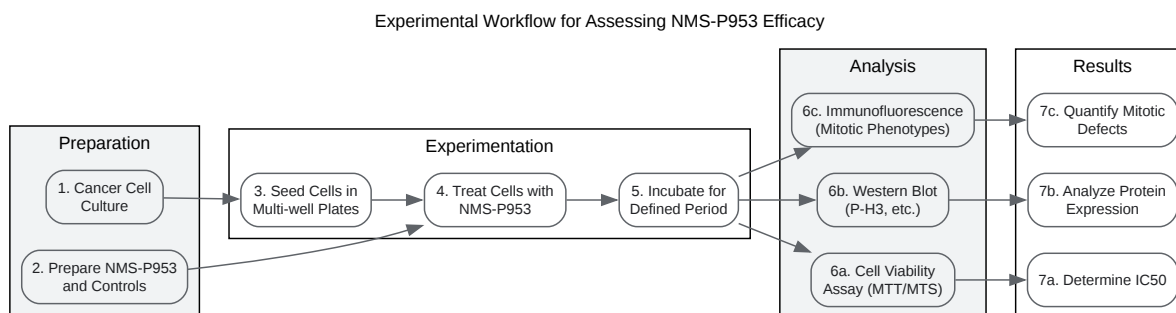 Experimental Workflow for Assessing NMS-P953 Efficacy
Preparation
1. Cancer Cell
Culture
2. Prepare NMS-P953
and Controls
Experimentation
3. Seed Cells in
Multi-well Plates
4. Treat Cells with
NMS-P953
5. Incubate for
Defined Period
Analysis
6c. Immunofluorescence
(Mitotic Phenotypes)
6b. Western Blot
(P-H3, etc.)
6a. Cell Viability
Assay (MTT/MTS)
Results
7c. Quantify Mitotic
Defects
7b. Analyze Protein
Expression
7a. Determine IC50